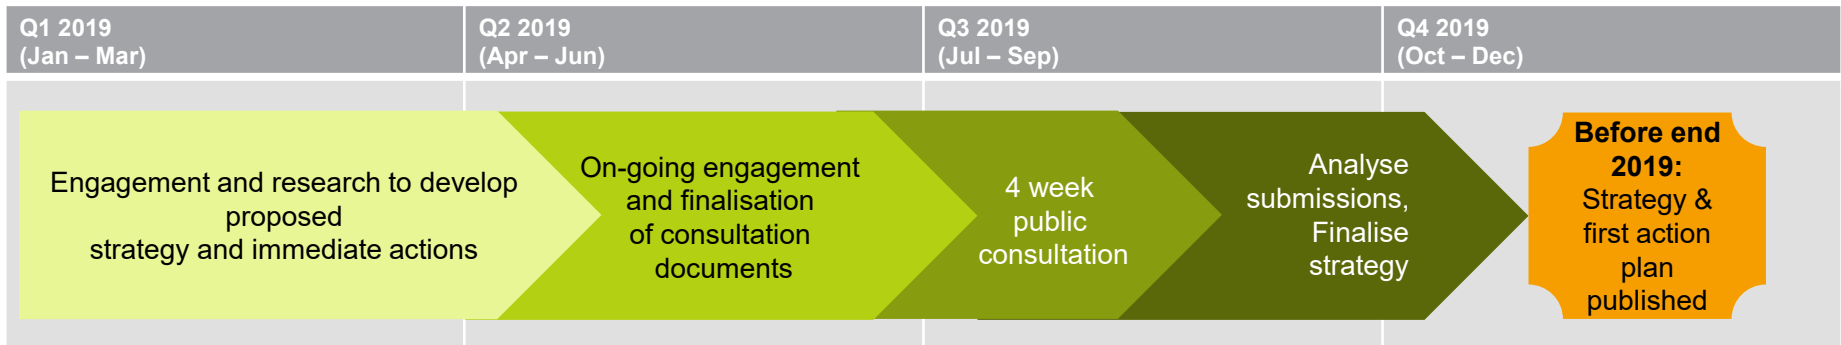 Q1 2019
(Jan – Mar)
Q2 2019
(Apr – Jun)
Q3 2019
(Jul – Sep)
Q4 2019
(Oct – Dec)
Engagement and research to develop
proposed
strategy and immediate actions
On-going engagement
and finalisation
of consultation
documents
4 week
public
consultation
Analyse
submissions,
Finalise
strategy
Before end
2019:
Strategy &
first action
plan
published